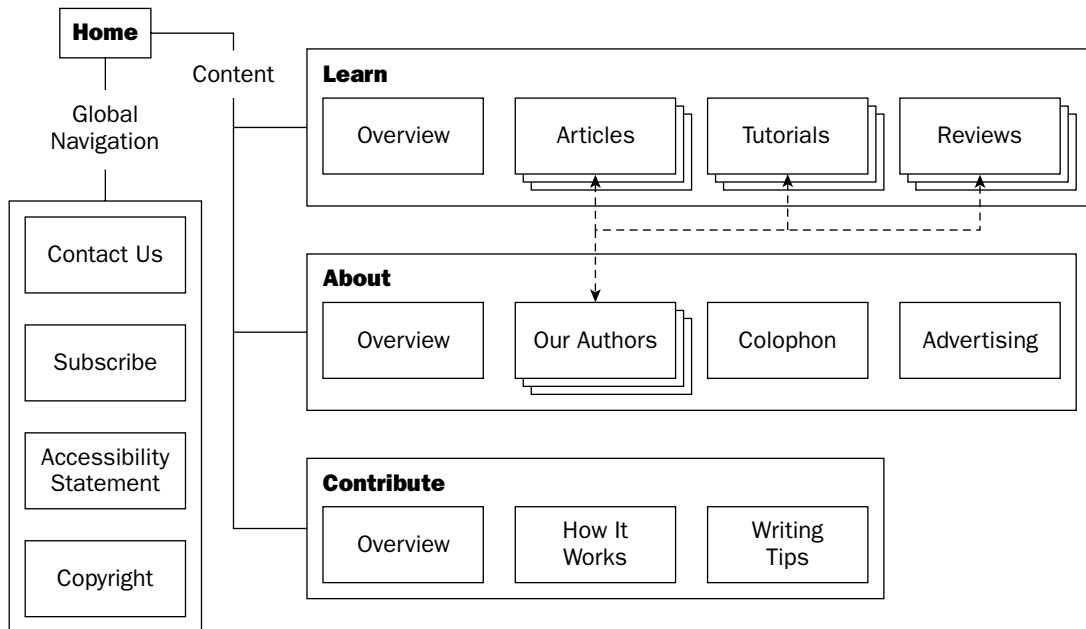 Home
Content
Global
Navigation
Contact Us
Subscribe
Accessibility
Statement
Copyright
Learn
Overview
Articles
Tutorials
Reviews
About
Overview
Our Authors
Colophon
Advertising
Contribute
Overview
How It
Works
Writing
Tips